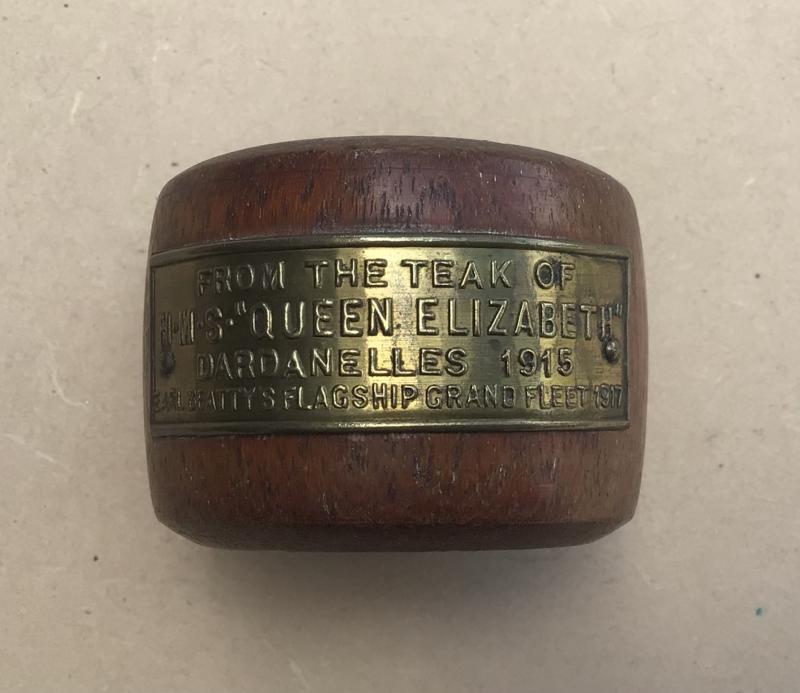 FROM THE TEAK OF
H·M·S·"QUEEN ELIZABETH"
DARDANELLES 1915
EARL BEATTY'S FLAGSHIP GRAND FLEET 1917